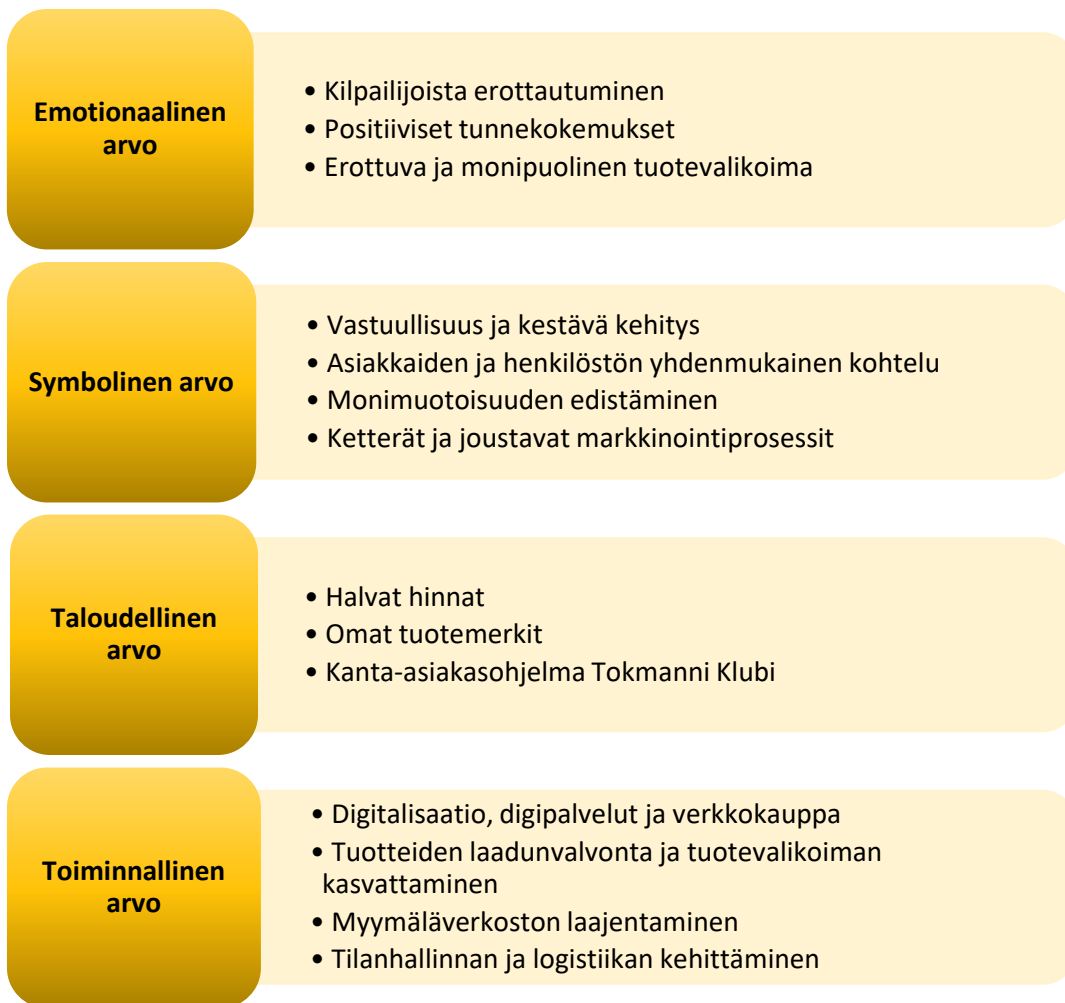 Emotionaalinen
arvo
• Kilpailijoista erottautuminen
• Positiiviset tunnekokemukset
• Erottuva ja monipuolinen tuotevalikoima
Symbolinen arvo
• Vastuullisuus ja kestävä kehitys
• Asiakkaiden ja henkilöstön yhdenmukainen kohtelu
• Monimuotoisuuden edistäminen
• Ketterät ja joustavat markkinointiprosessit
Taloudellinen
arvo
• Halvat hinnat
• Omat tuotemerkit
• Kanta-asiakasohjelma Tokmanni Klubi
Toiminnallinen
arvo
• Digitalisaatio, digipalvelut ja verkkokauppa
• Tuotteiden laadunvalvonta ja tuotevalikoiman
kasvattaminen
• Myymäläverkoston laajentaminen
• Tilanhallinnan ja logistiikan kehittäminen